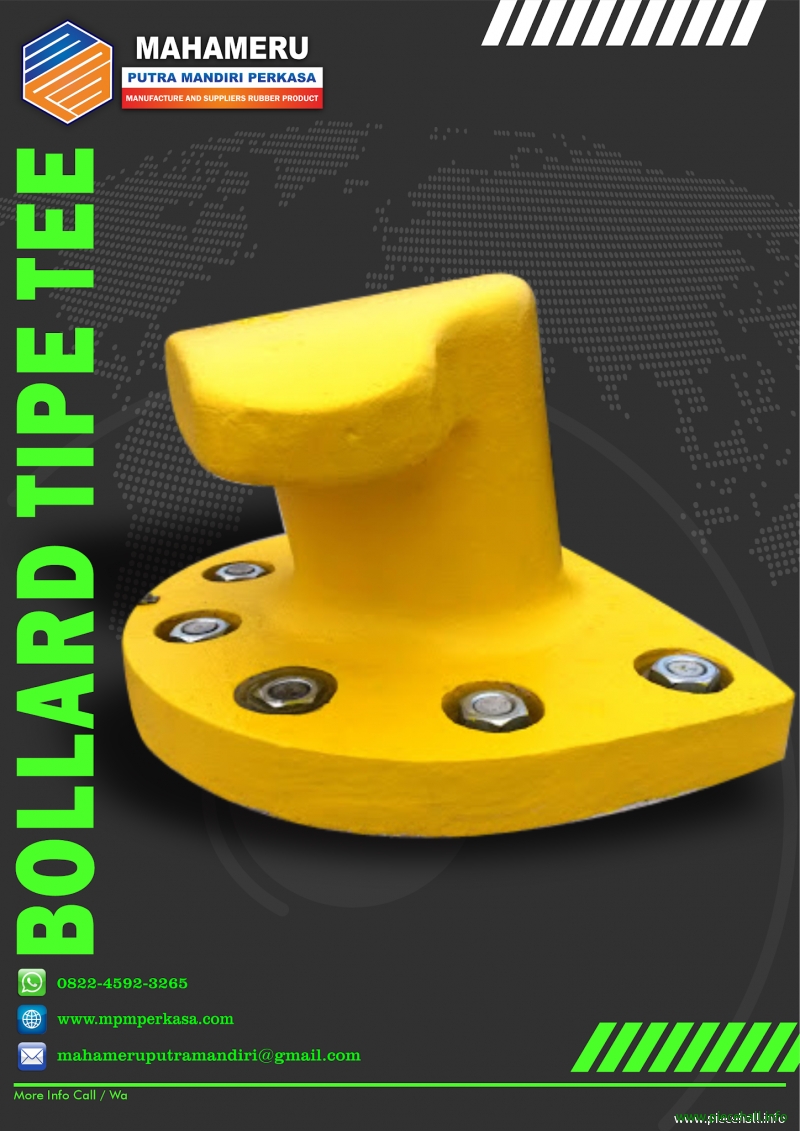 MAHAMERU
PUTRA MANDIRI PERKASA
MANUFACTURE AND SUPPLIERS RUBBER PRODUCT
BOLLARD TIPE TEE
0822-4592-3265
www.mpmperkasa.com
mahameruputramandiri@gmail.com
More Info Call / Wa
www.piecehall.info